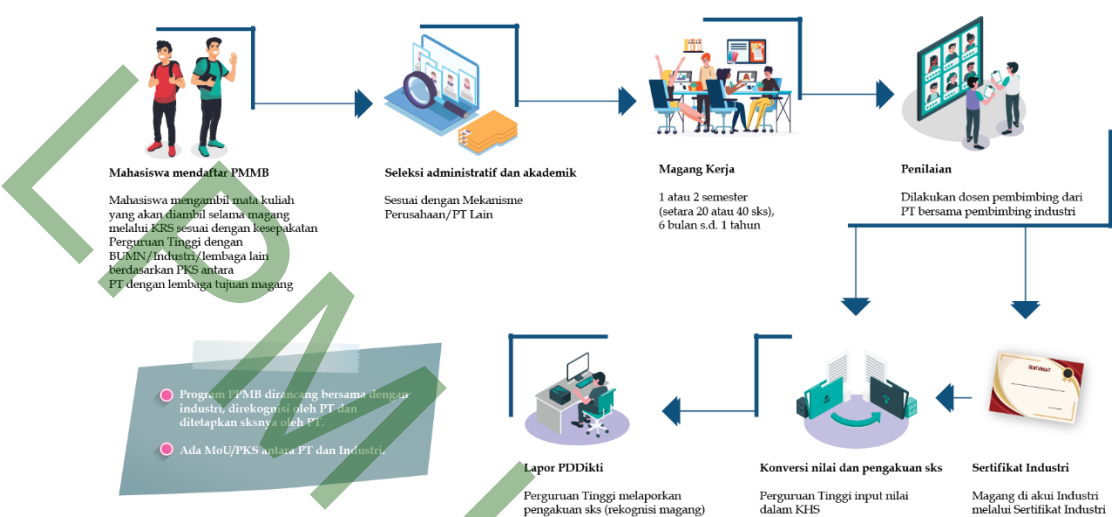 Mahasiswa mendaftar PMMB
Mahasiswa mengambil mata kuliah
yang akan diambil selama magang
melalui KRS sesuai dengan kesepakatan
Perguruan Tinggi dengan
BUMN/Industri/lembaga lain
berdasarkan PKS antara
PT dengan lembaga tujuan magang
Seleksi administratif dan akademik
Sesuai dengan Mekanisme
Perusahaan/PT Lain
Magang Kerja
1 atau 2 semester
(setara 20 atau 40 sks),
6 bulan s.d. 1 tahun
Penilaian
Dilakukan dosen pembimbing dari
PT bersama pembimbing industri
Program PPMB dirancang bersama dengan
industri, direkognisi oleh PT dan
ditetapkan sksnya oleh PT.
Ada MoU/PKS antara PT dan Industri.
Lapor PDDikti
Perguruan Tinggi melaporkan
pengakuan sks (rekognisi magang)
Konversi nilai dan pengakuan sks
Perguruan Tinggi input nilai
dalam KHS
SERTIFIKAT
Sertifikat Industri
Magang di akui Industri
melalui Sertifikat Industri
LPM